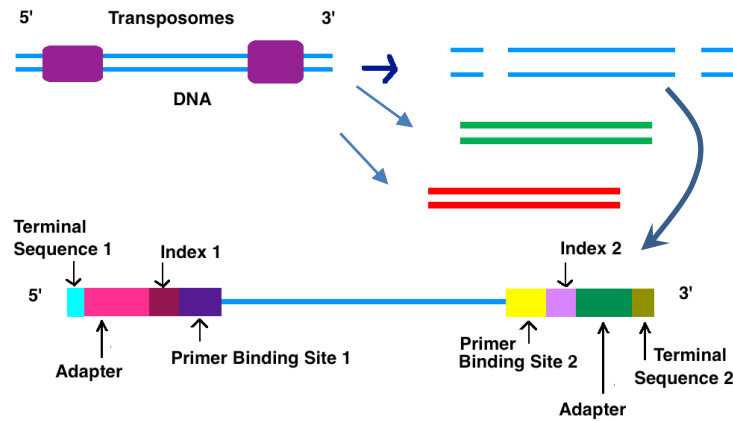 5' Transposomes 3'
DNA
Terminal
Sequence 1
Index 1
Index 2
5'
3'
Primer Binding Site 1
Primer
Binding Site 2
Terminal
Sequence 2
Adapter
Adapter